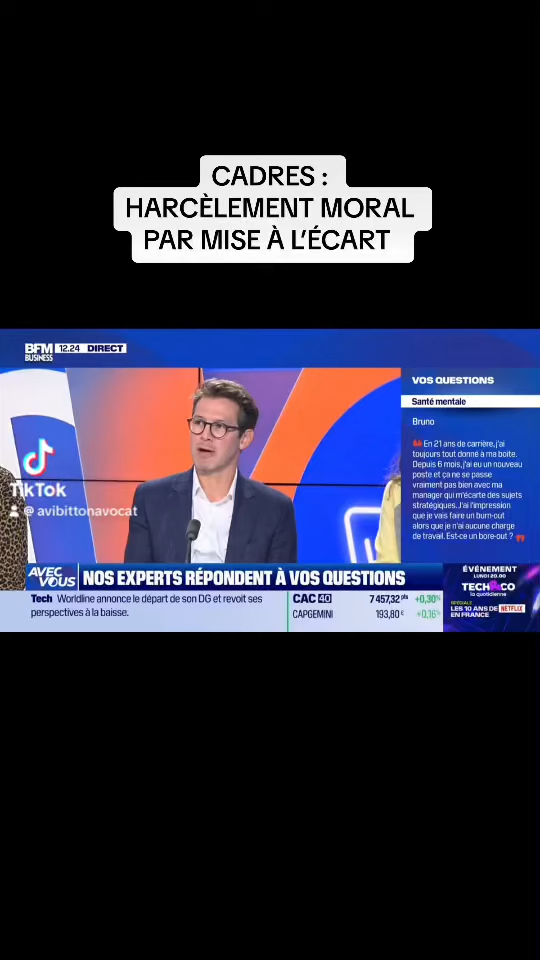 CADRES :
HARCÈLEMENT MORAL
PAR MISE À L'ÉCART
BFM
BUSINESS
12.24 DIRECT
VOS QUESTIONS
Santé mentale
Bruno
En 21 ans de carrière, j'ai
toujours tout donné à ma boite.
Depuis 6 mois, j'ai eu un nouveau
poste et ça ne se passe
vraiment pas bien avec ma
manager qui m'écarte des sujets
stratégiques. J'ai l'impression
que je vais faire un burn-out
alors que je n'ai aucune charge
de travail. Est-ce un bore-out ?
TikTok
@avibittonavocat
AVEC
VOUS
NOS EXPERTS RÉPONDENT À VOS QUESTIONS
Tech Worldline annonce le départ de son DG et revoit ses
perspectives à la baisse.
CAC 40 7 457,32 pts +0,30%
CAPGEMINI 193,80 € +0,16%
ÉVÉNEMENT
LUNDI 20.00
TECH&CO
la quotidienne
SPÉCIALE
LES 10 ANS DE NETFLIX
EN FRANCE